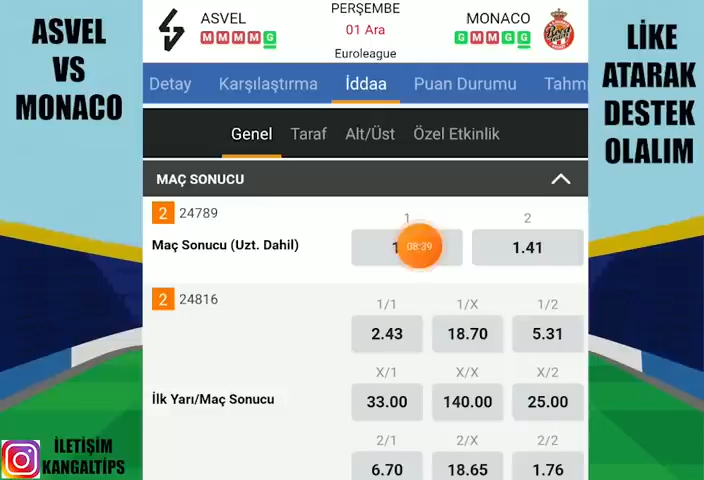 ASVEL
VS
MONACO
LİKE
ATARAK
DESTEK
OLALIM
ASVEL
M M M M G
PERŞEMBE
01 Ara
Euroleague
MONACO
G M M G G
Detay Karşılaştırma İddaa Puan Durumu Tahm
Genel Taraf Alt/Üst Özel Etkinlik
MAÇ SONUCU
2 24789
1 2
Maç Sonucu (Uzt. Dahil)
08:39 1.41
2 24816
1/1 1/X 1/2
2.43 18.70 5.31
X/1 X/X X/2
İlk Yarı/Maç Sonucu
33.00 140.00 25.00
2/1 2/X 2/2
6.70 18.65 1.76
İLETİŞİM
KANGALTİPS